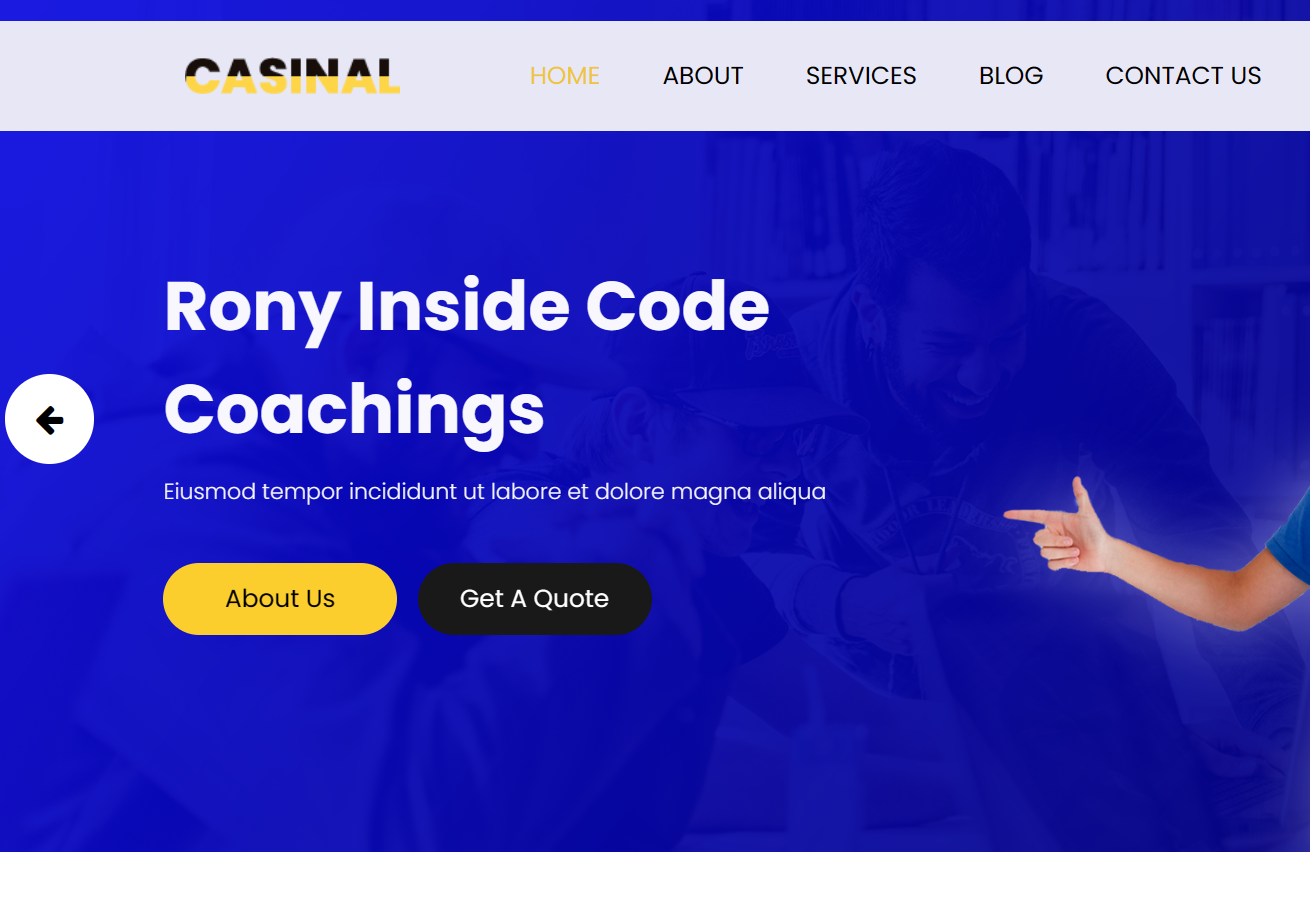 CASINAL
HOME ABOUT SERVICES BLOG CONTACT US
Rony Inside Code
Coachings
Eiusmod tempor incididunt ut labore et dolore magna aliqua
About Us Get A Quote